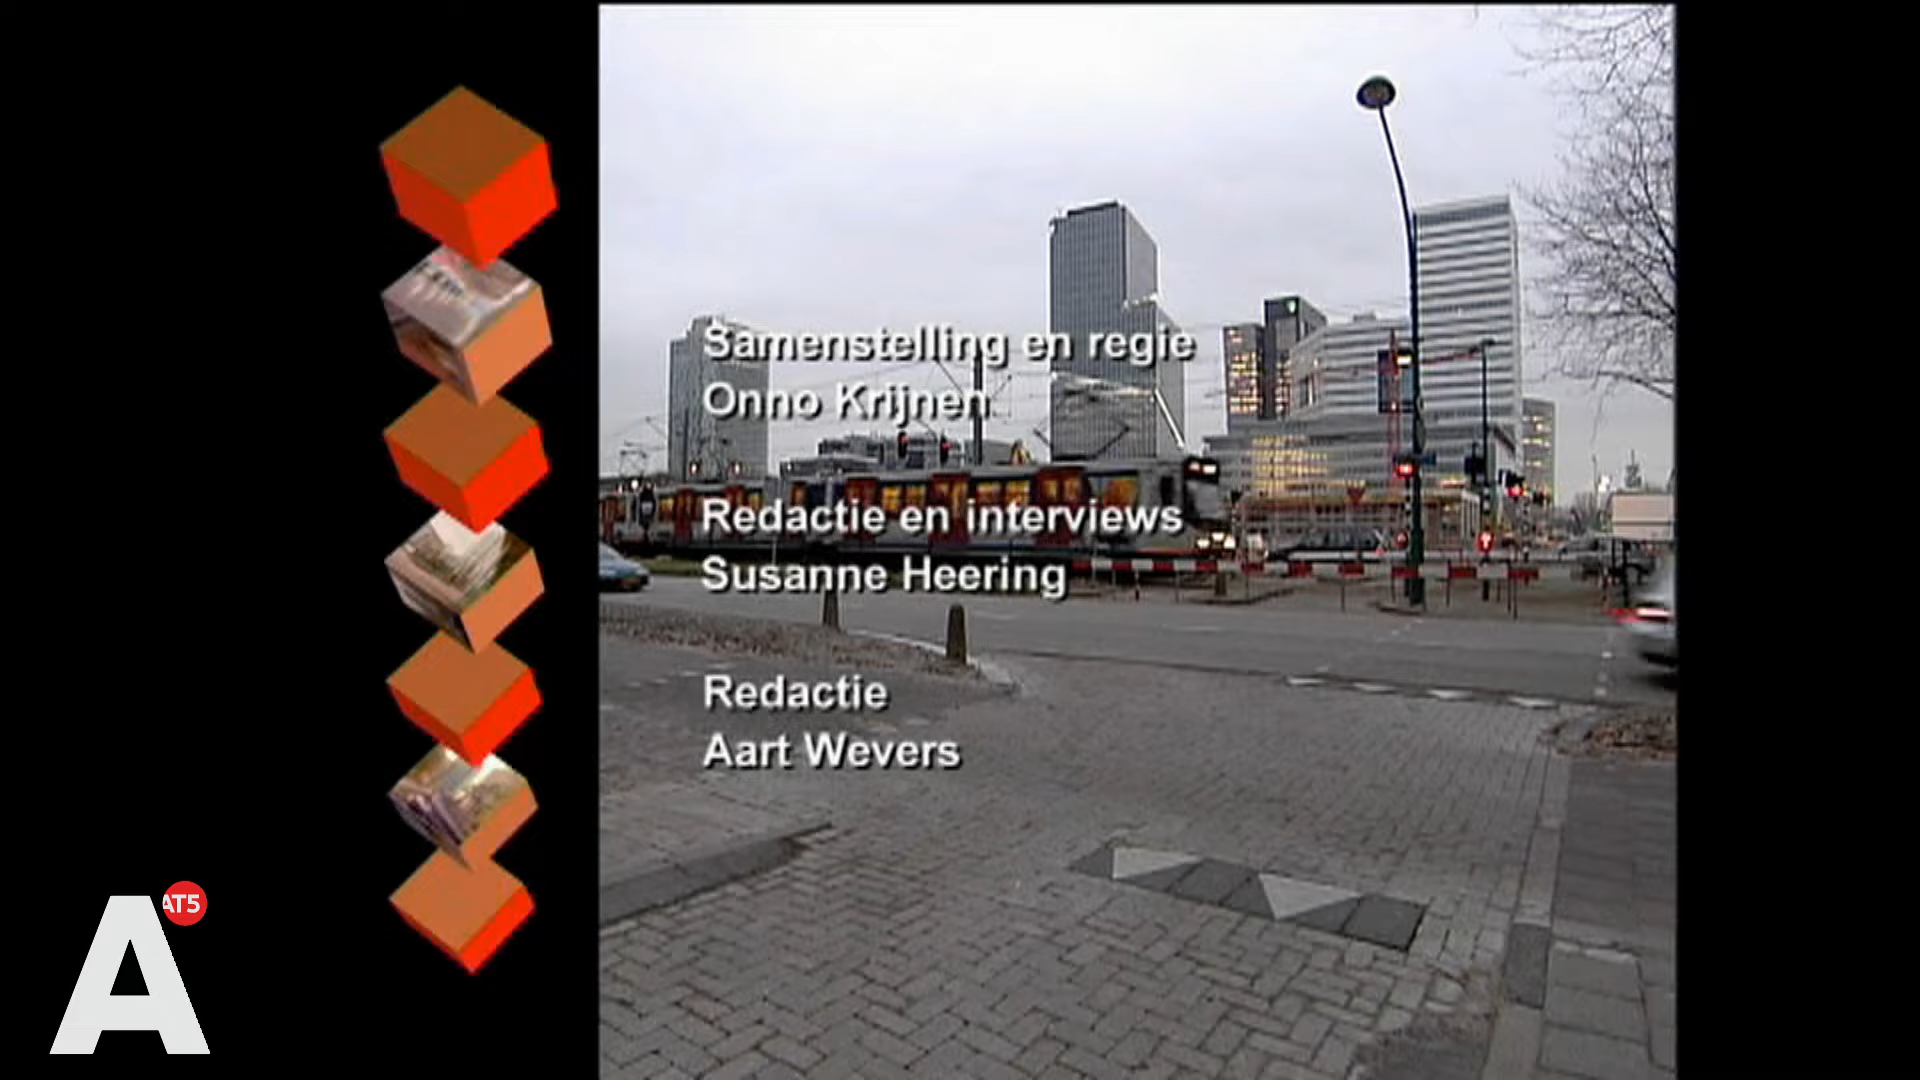 Samenstelling en regie
Onno Krijnen
Redactie en interviews
Susanne Heering
Redactie
Aart Wevers
A
AT5